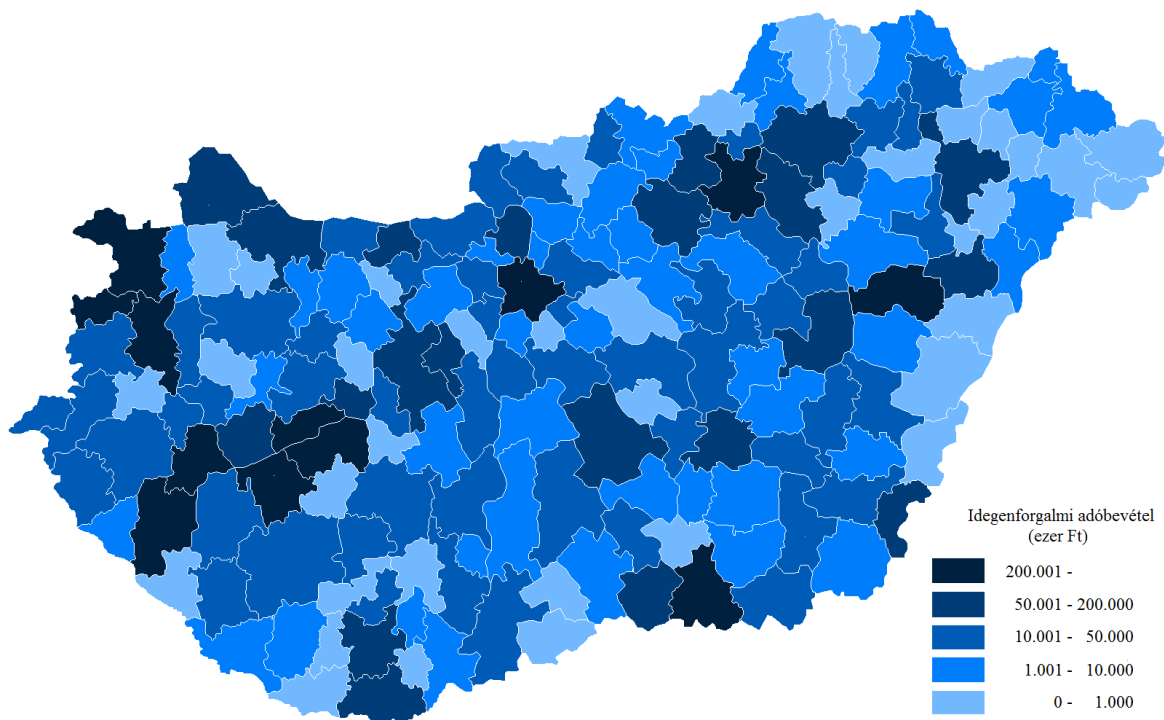 Idegenforgalmi adóbevétel
(ezer Ft)
200.001 -
50.001 - 200.000
10.001 - 50.000
1.001 - 10.000
0 - 1.000